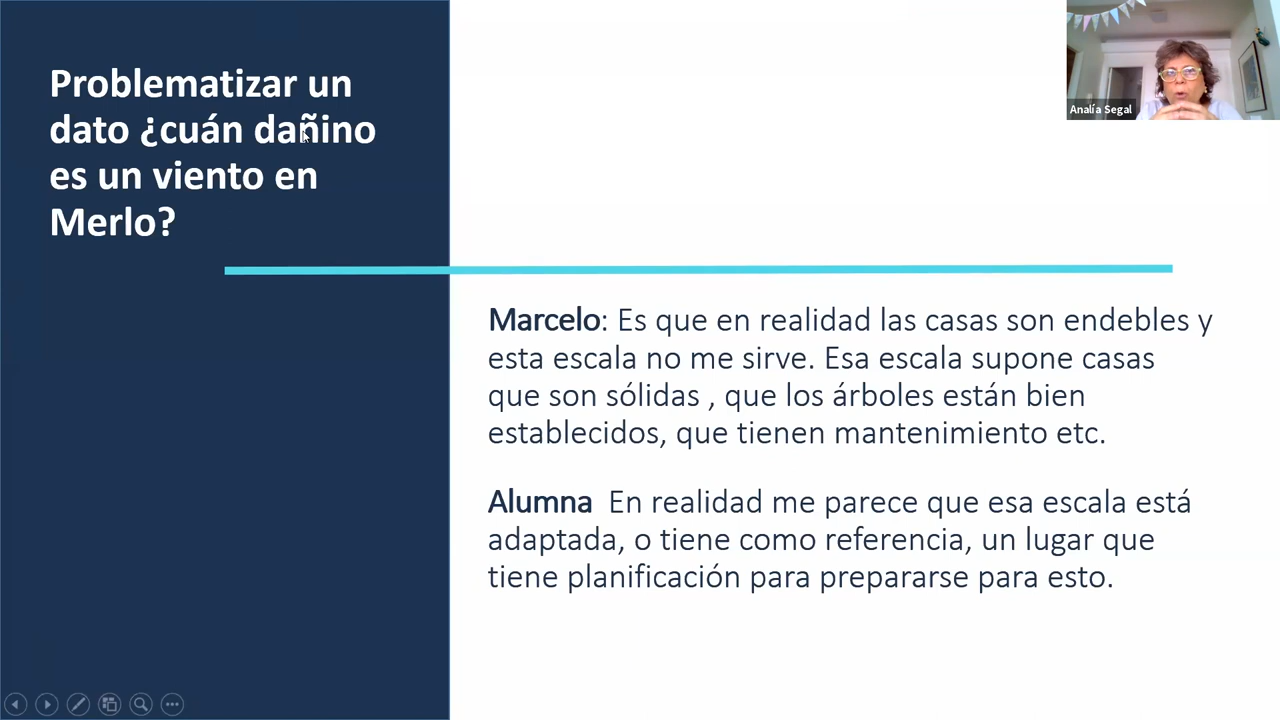 Problematizar un
dato ¿cuán dañino
es un viento en
Merlo?
Analía Segal
Marcelo: Es que en realidad las casas son endebles y
esta escala no me sirve. Esa escala supone casas
que son sólidas , que los árboles están bien
establecidos, que tienen mantenimiento etc.
Alumna  En realidad me parece que esa escala está
adaptada, o tiene como referencia, un lugar que
tiene planificación para prepararse para esto.